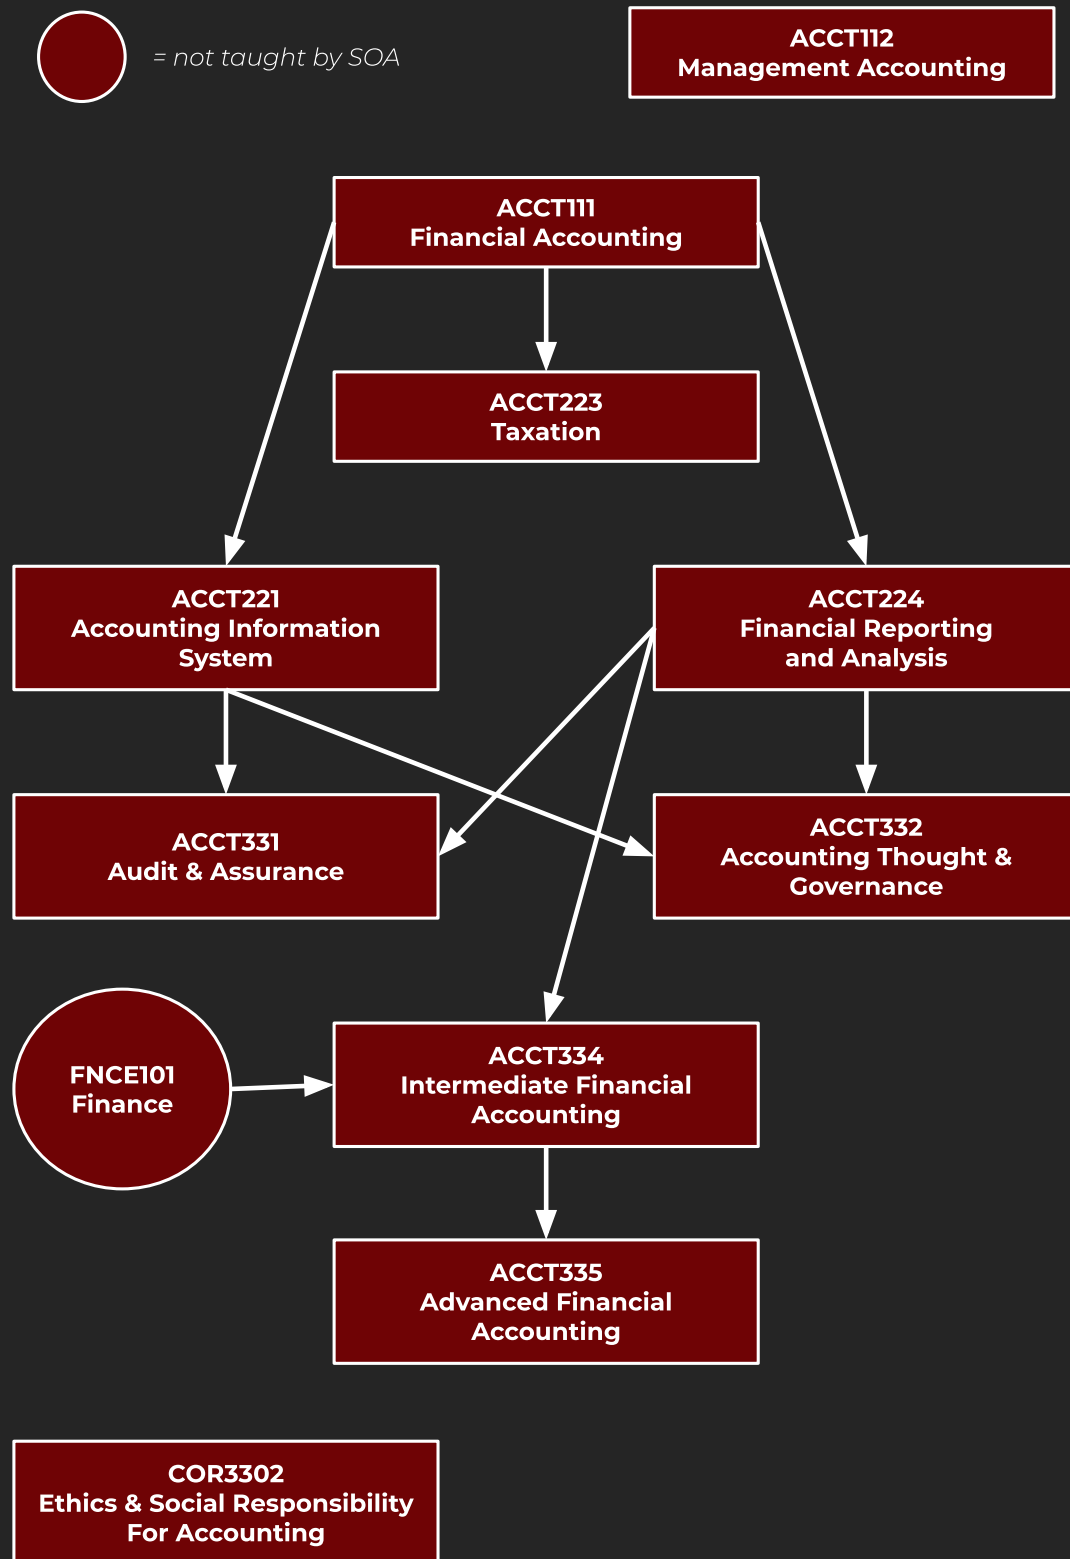 = not taught by SOA
ACCT112
Management Accounting
ACCT111
Financial Accounting
ACCT223
Taxation
ACCT221
Accounting Information
System
ACCT224
Financial Reporting
and Analysis
ACCT331
Audit & Assurance
ACCT332
Accounting Thought &
Governance
FNCE101
Finance
ACCT334
Intermediate Financial
Accounting
ACCT335
Advanced Financial
Accounting
COR3302
Ethics & Social Responsibility
For Accounting